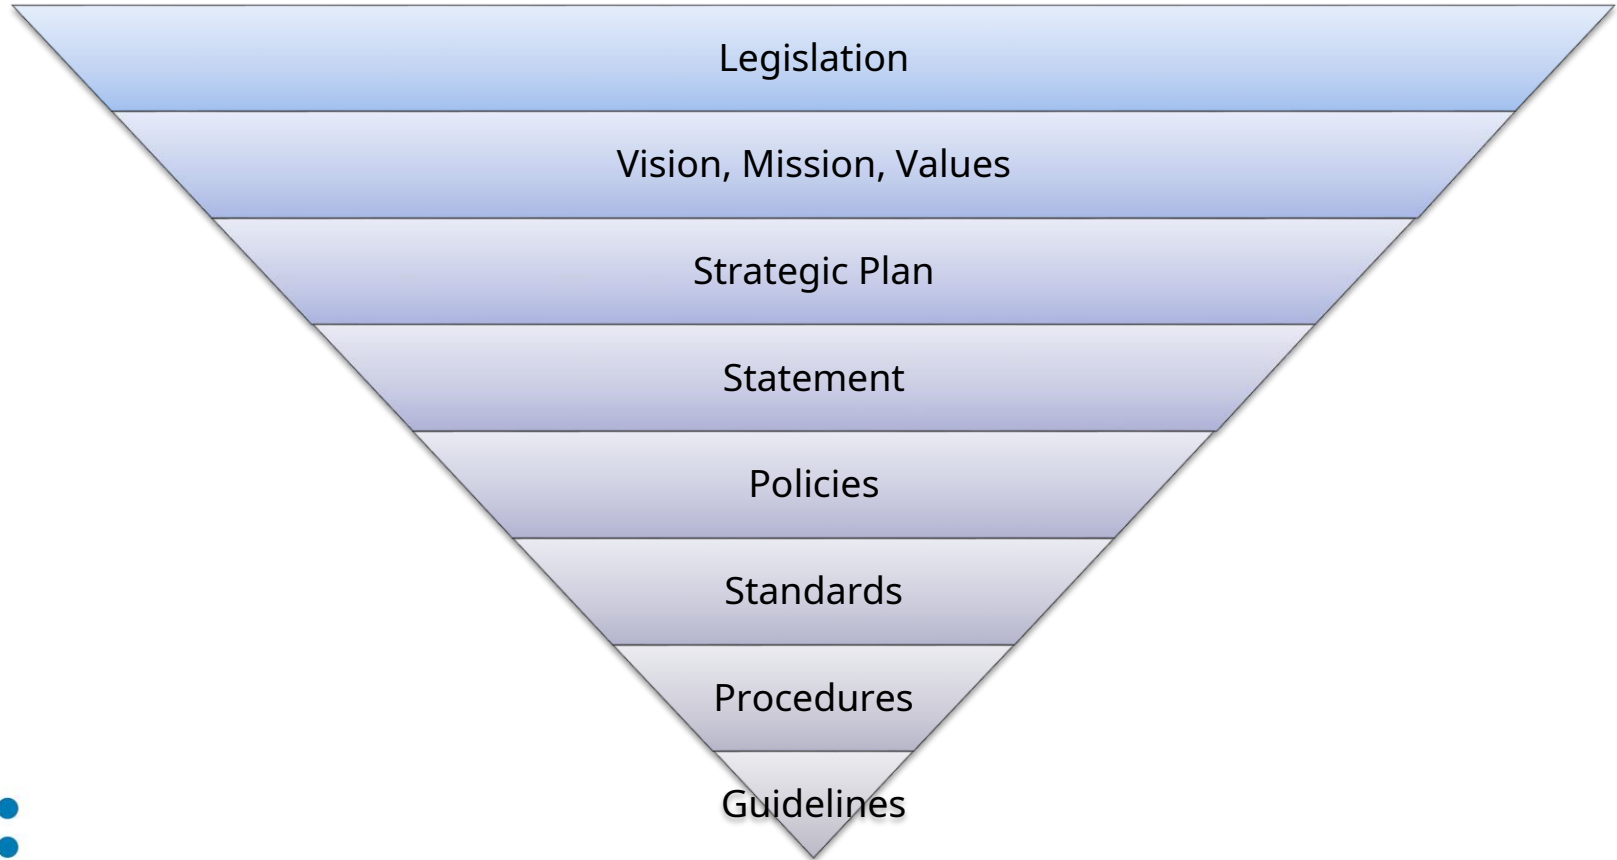 Legislation
Vision, Mission, Values
Strategic Plan
Statement
Policies
Standards
Procedures
Guidelines